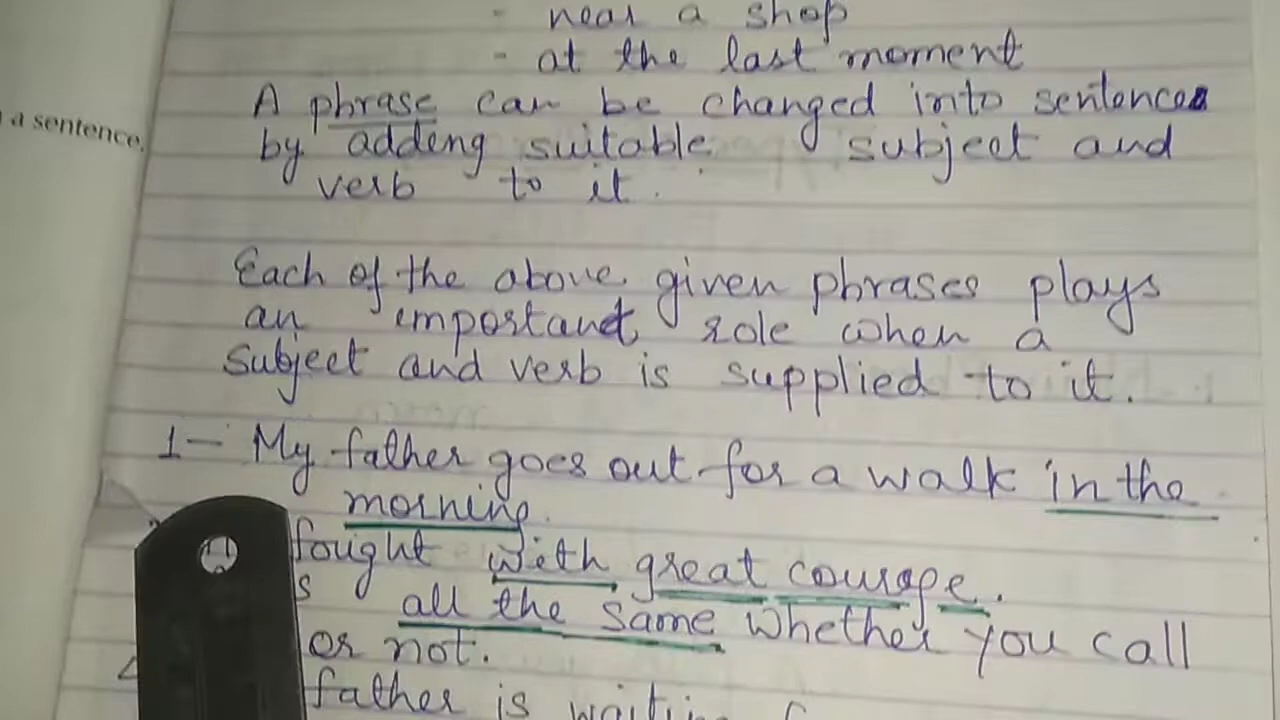 - near a shop
- at the last moment
a sentence.
A phrase can be changed into sentences
by addeng suitable subject and
verb to it.
Each of the above given phrases plays
an important role when a
subject and verb is supplied to it.
1- My father goes out for a walk in the
morning.
fought with great courage.
s all the same whether you call
or not.
father is waiting